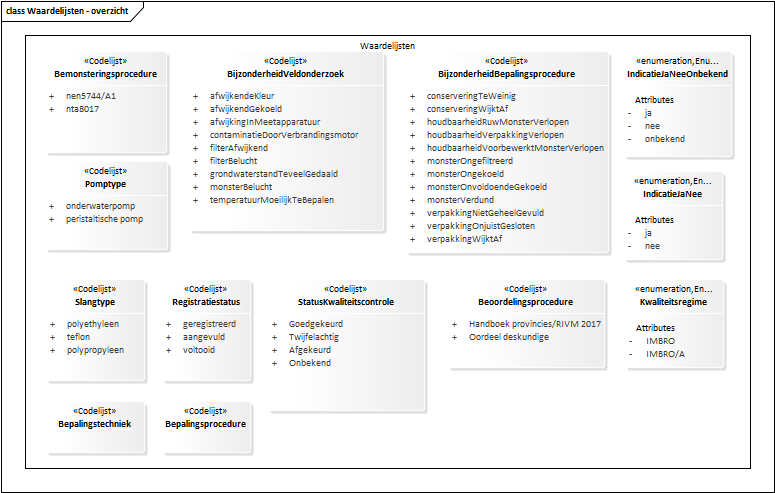 class Waardelijsten - overzicht
Waardelijsten
«Codelijst»
Bemonsteringsprocedure
+ nen5744/A1
+ nta8017
«Codelijst»
BijzonderheidVeldonderzoek
+ afwijkendeKleur
+ afwijkendGekoeld
+ afwijkingInMeetapparatuur
+ contaminatieDoorVerbrandingsmotor
+ filterAfwijkend
+ filterBelucht
+ grondwaterstandTeveelGedaald
+ monsterBelucht
+ temperatuurMoeilijkTeBepalen
«Codelijst»
BijzonderheidBepalingsprocedure
+ conserveringTeWeinig
+ conserveringWijktAf
+ houdbaarheidRuwMonsterVerlopen
+ houdbaarheidVerpakkingVerlopen
+ houdbaarheidVoorbewerktMonsterVerlopen
+ monsterOngefiltreerd
+ monsterOngekoeld
+ monsterOnvoldoendeGekoeld
+ monsterVerdund
+ verpakkingNietGeheelGevuld
+ verpakkingOnjuistGesloten
+ verpakkingWijktAf
«enumeration,Enu...
IndicatieJaNeeOnbekend
Attributes
- ja
- nee
- onbekend
«Codelijst»
Pomptype
+ onderwaterpomp
+ peristaltische pomp
«enumeration,En...
IndicatieJaNee
Attributes
- ja
- nee
«Codelijst»
Slangtype
+ polyethyleen
+ teflon
+ polypropyleen
«Codelijst»
Registratiestatus
+ geregistreerd
+ aangevuld
+ voltooid
«Codelijst»
StatusKwaliteitscontrole
+ Goedgekeurd
+ Twijfelachtig
+ Afgekeurd
+ Onbekend
«Codelijst»
Beoordelingsprocedure
+ Handboek provincies/RIVM 2017
+ Oordeel deskundige
«enumeration,En...
Kwaliteitsregime
Attributes
- IMBRO
- IMBRO/A
«Codelijst»
Bepalingstechniek
«Codelijst»
Bepalingsprocedure